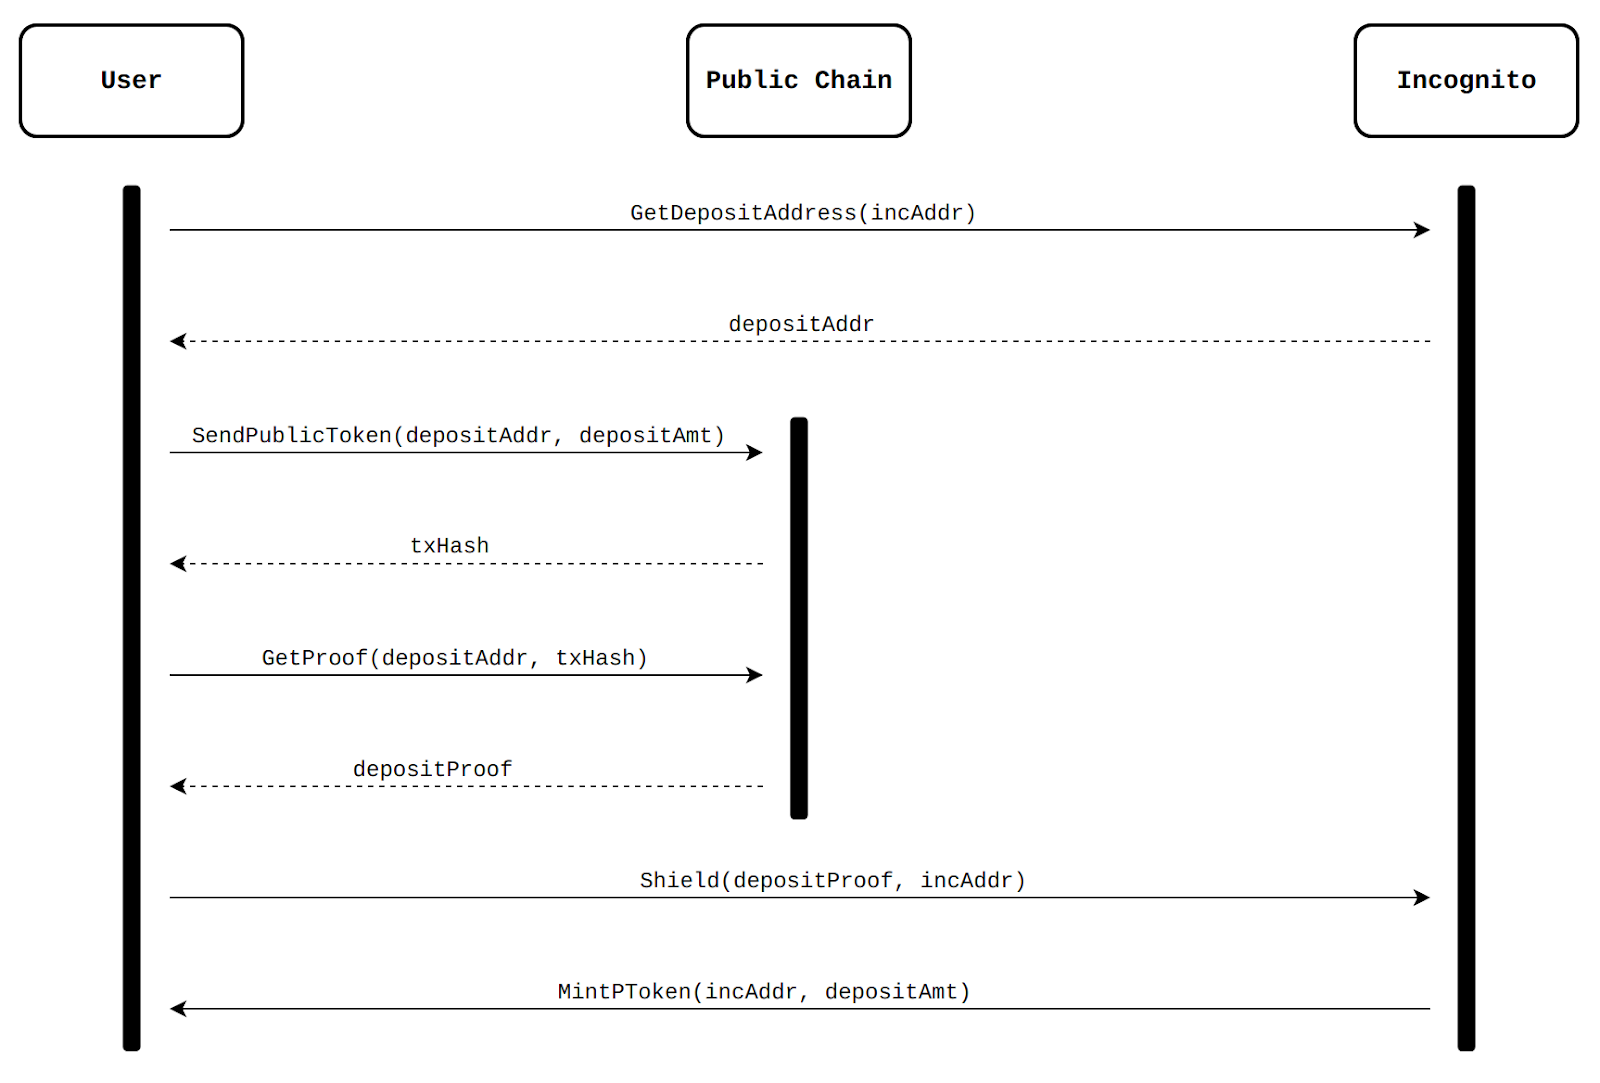 User
Public Chain
Incognito
GetDepositAddress(incAddr)
depositAddr
SendPublicToken(depositAddr, depositAmt)
txHash
GetProof(depositAddr, txHash)
depositProof
Shield(depositProof, incAddr)
MintPToken(incAddr, depositAmt)